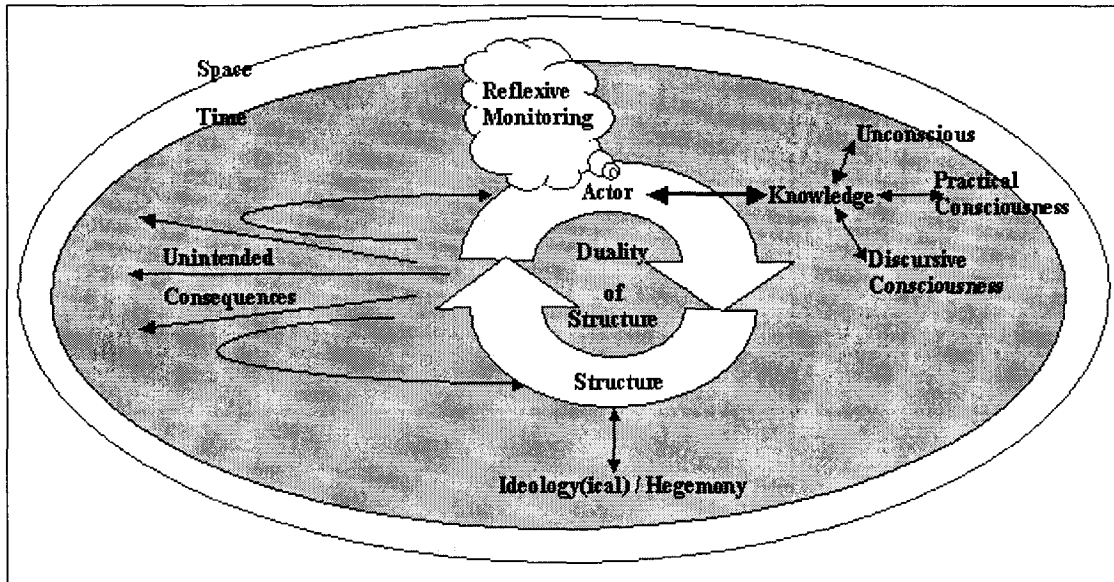 Space
Time
Reflexive
Monitoring
Actor
Knowledge
Unconscious
Practical
Consciousness
Discursive
Consciousness
Unintended
Consequences
Duality
of
Structure
Structure
Ideology(ical) / Hegemony